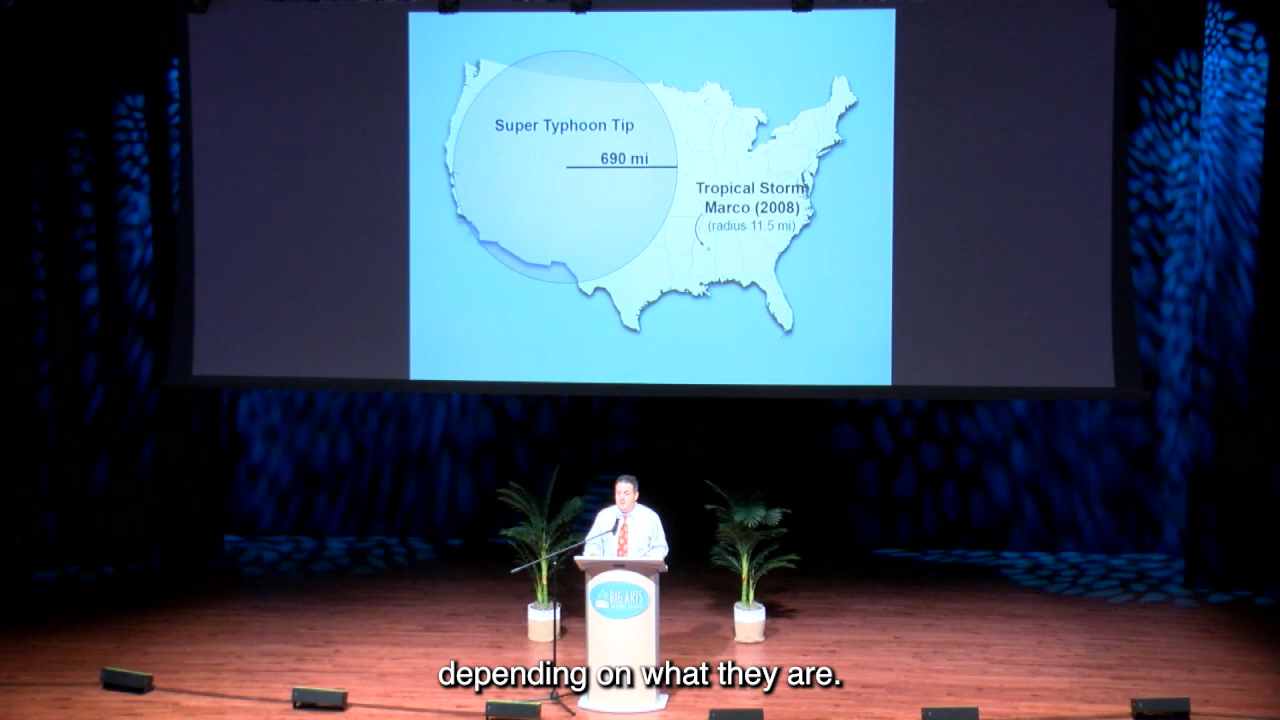 Super Typhoon Tip
690 mi
Tropical Storm
Marco (2008)
(radius 11.5 mi)
BIG ARTS
depending on what they are.